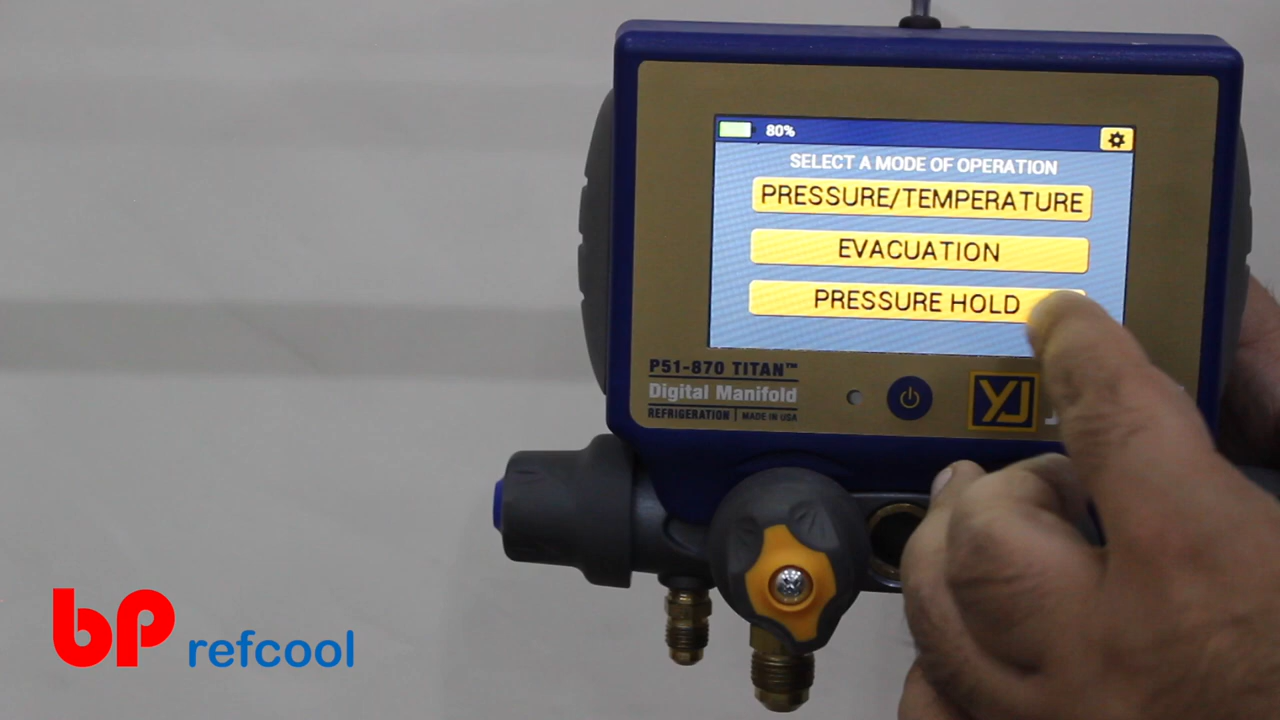 80%
SELECT A MODE OF OPERATION
PRESSURE/TEMPERATURE
EVACUATION
PRESSURE HOLD
P51-870 TITAN™
Digital Manifold
REFRIGERATION | MADE IN USA
YJ
bp refcool